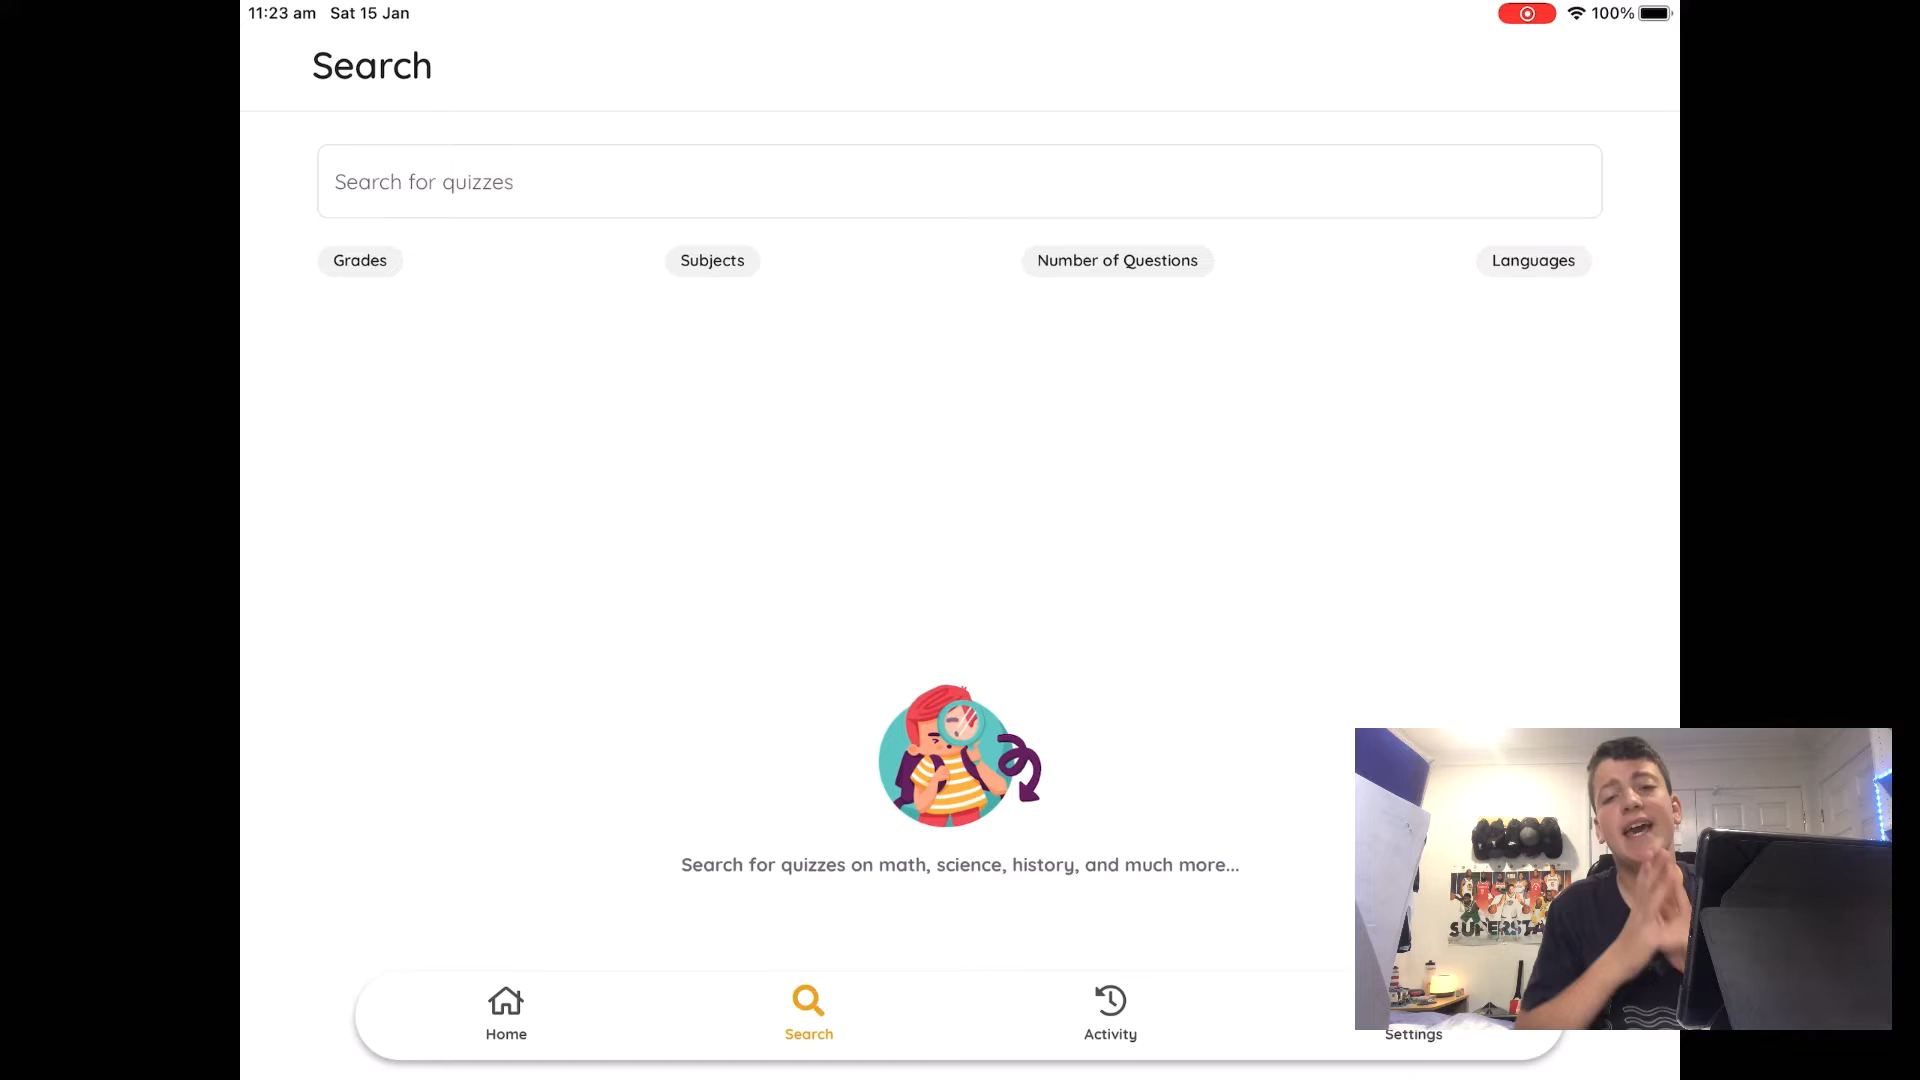 11:23 am Sat 15 Jan
100%
Search
Search for quizzes
Grades
Subjects
Number of Questions
Languages
Search for quizzes on math, science, history, and much more...
Home
Search
Activity
Settings